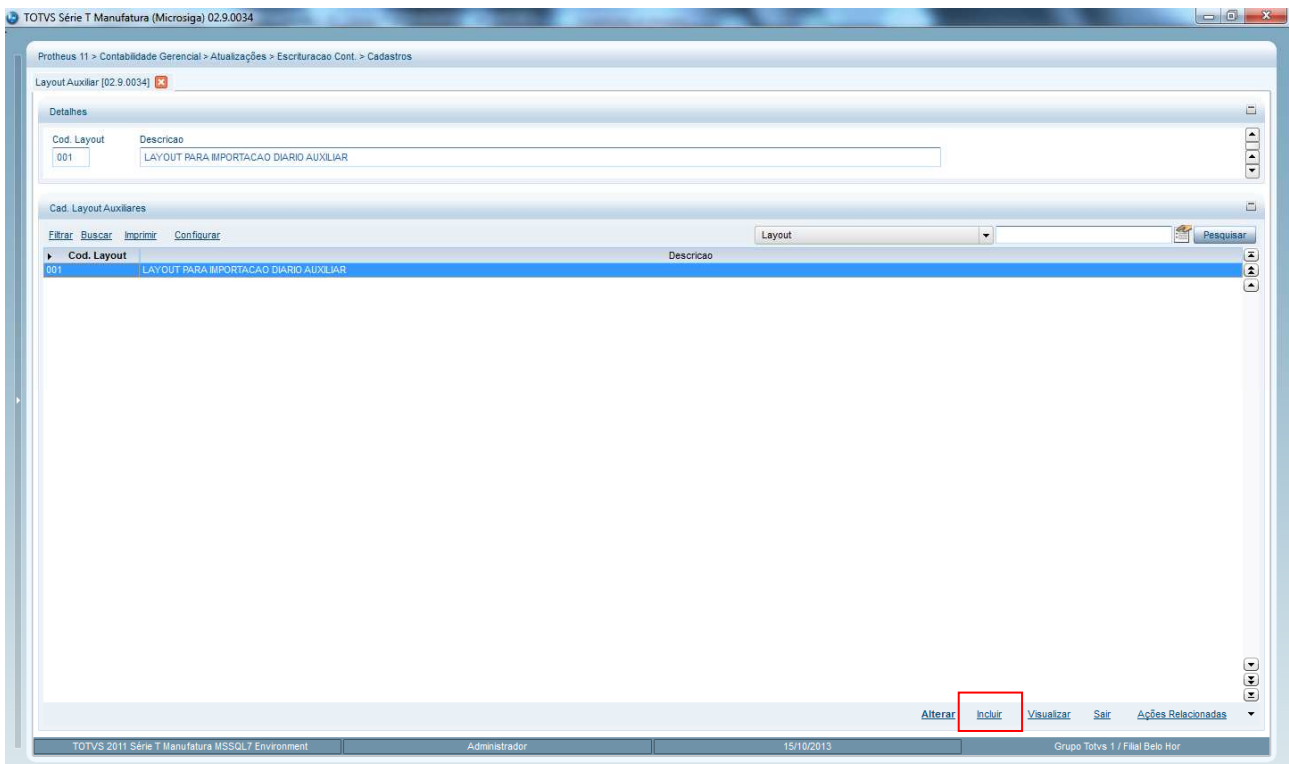 TOTVS Série T Manufatura (Microsiga) 02.9.0034
Protheus 11 > Contabilidade Gerencial > Atualizações > Escrituracao Cont. > Cadastros
Layout Auxiliar [02.9.0034]
Detalhes
Cod. Layout Descricao
001 LAYOUT PARA IMPORTACAO DIARIO AUXILIAR
Cad. Layout Auxiliares
Filtrar Buscar Imprimir Configurar Layout Pesquisar
Cod. Layout Descricao
001 LAYOUT PARA IMPORTACAO DIARIO AUXILIAR
Alterar Incluir Visualizar Sair Ações Relacionadas
TOTVS 2011 Série T Manufatura MSSQL7 Environment Administrador 15/10/2013 Grupo Totvs 1 / Filial Belo Hor